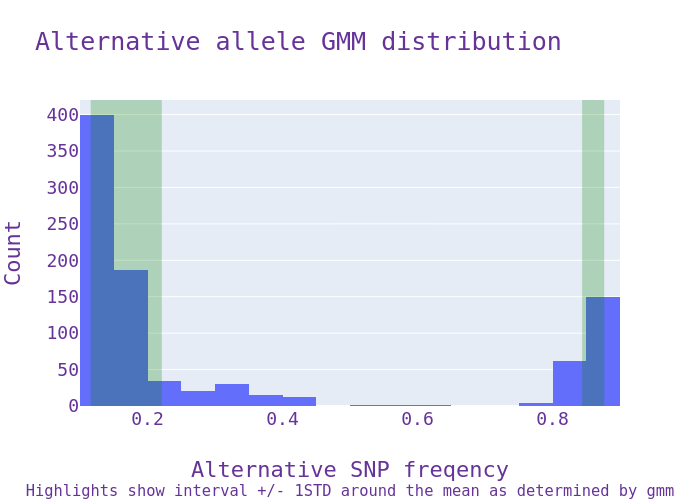 Alternative allele GMM distribution
400
350
300
250
200
150
100
50
0
Count
0.2 0.4 0.6 0.8
Alternative SNP freqency
Highlights show interval +/- 1STD around the mean as determined by gmm